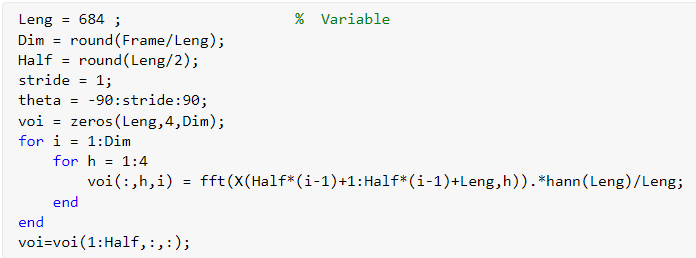 Leng = 684 ; % Variable
Dim = round(Frame/Leng);
Half = round(Leng/2);
stride = 1;
theta = -90:stride:90;
voi = zeros(Leng,4,Dim);
for i = 1:Dim
for h = 1:4
voi(:,h,i) = fft(X(Half*(i-1)+1:Half*(i-1)+Leng,h)).*hann(Leng)/Leng;
end
end
voi=voi(1:Half,:,:);